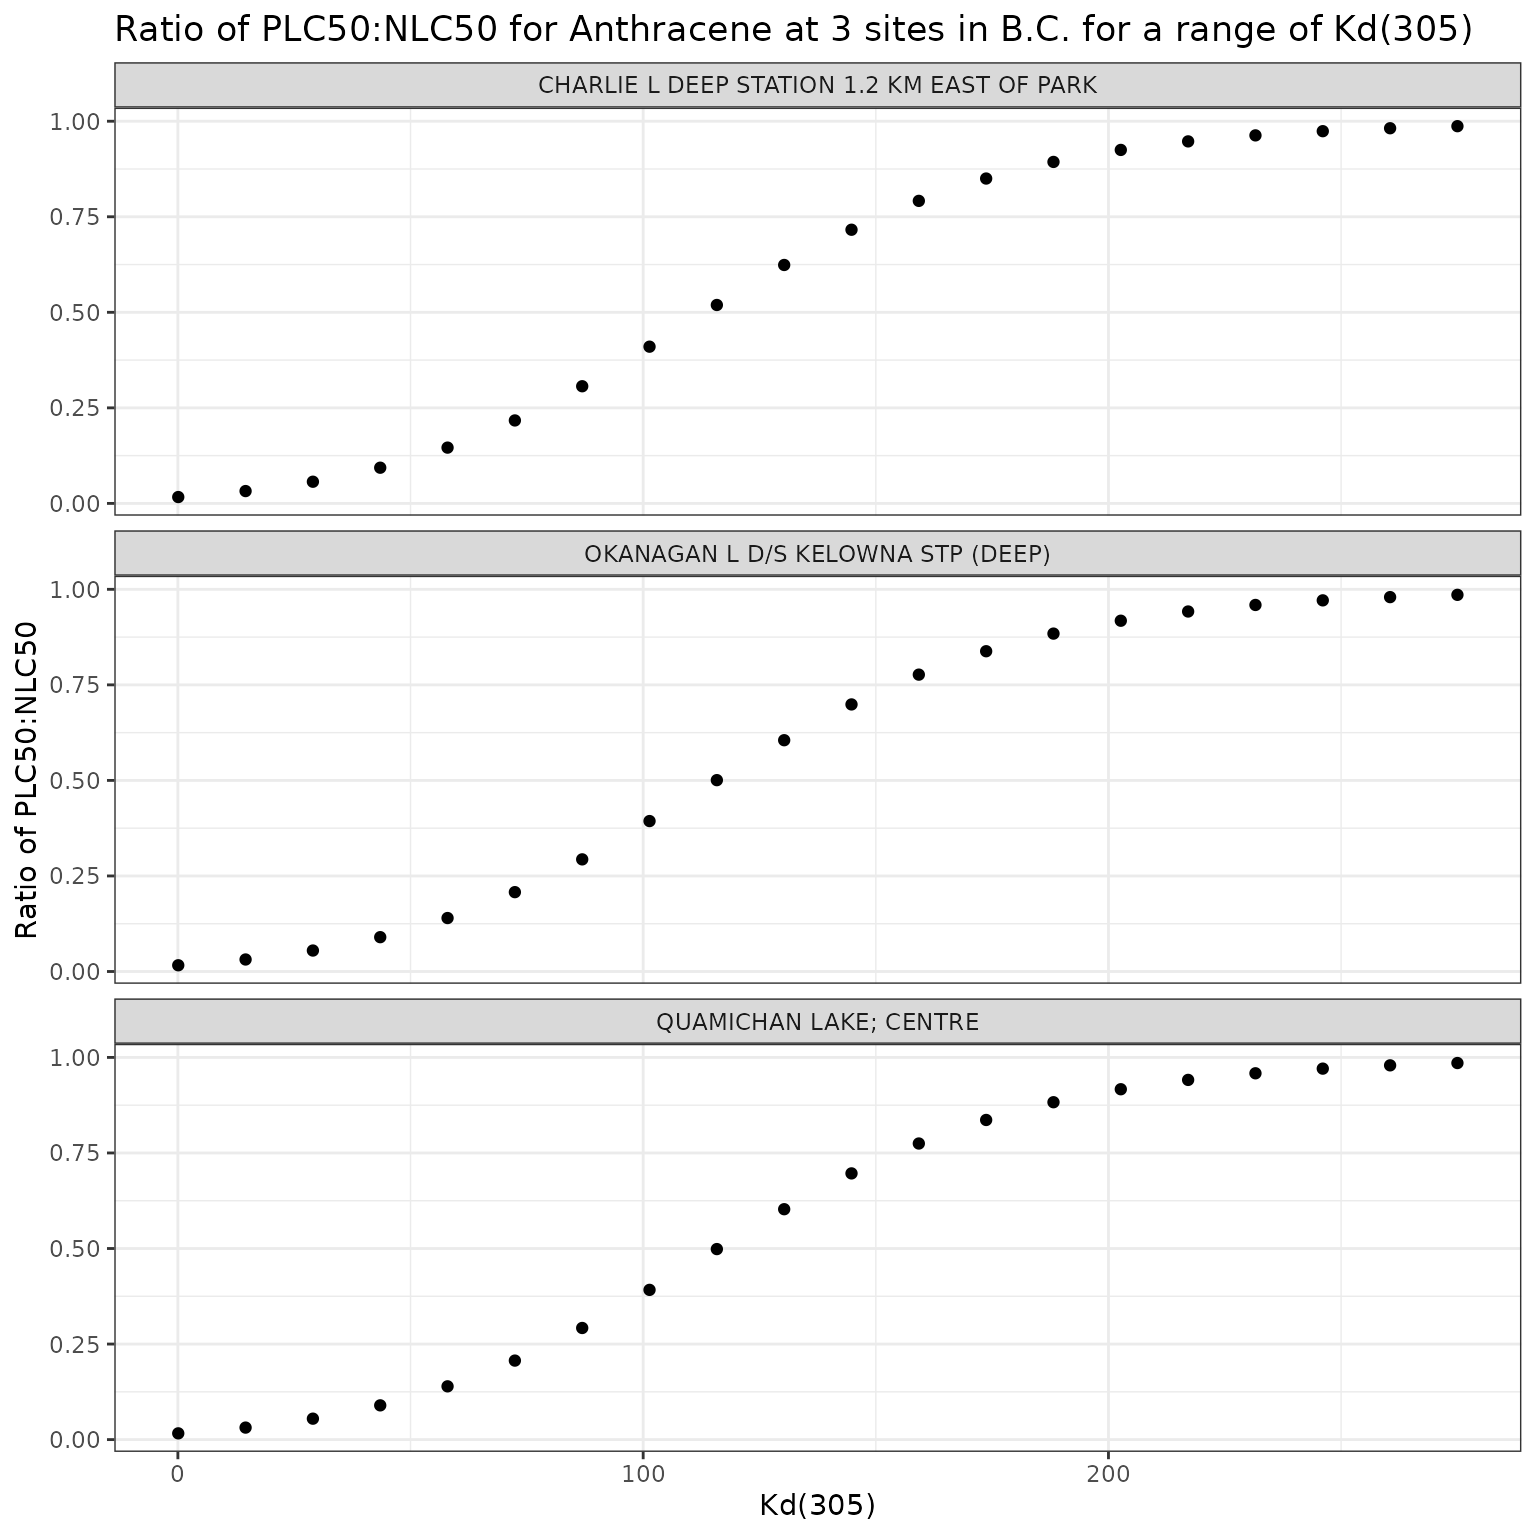 Ratio of PLC50:NLC50 for Anthracene at 3 sites in B.C. for a range of Kd(305)
CHARLIE L DEEP STATION 1.2 KM EAST OF PARK
1.00
0.75
0.50
0.25
0.00
OKANAGAN L D/S KELOWNA STP (DEEP)
1.00
0.75
0.50
0.25
0.00
Ratio of PLC50:NLC50
QUAMICHAN LAKE; CENTRE
1.00
0.75
0.50
0.25
0.00
0 100 200
Kd(305)